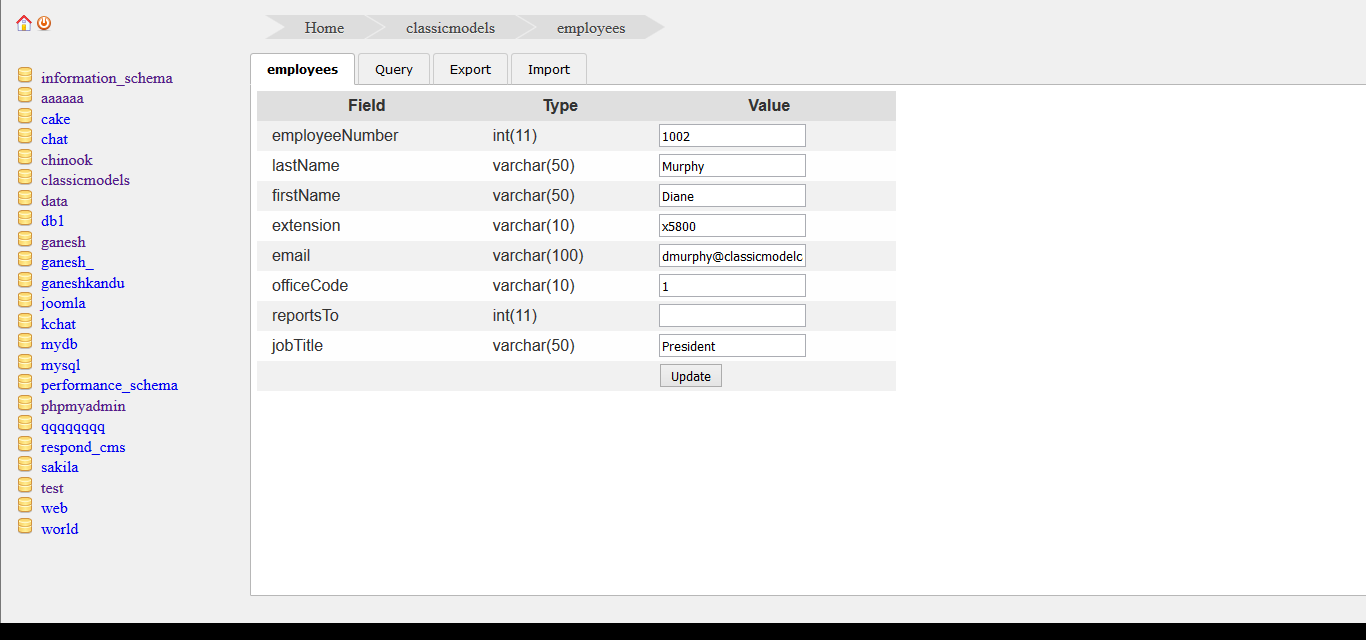 Home classicmodels employees
information_schema
aaaaaa
cake
chat
chinook
classicmodels
data
db1
ganesh
ganesh_
ganeshkandu
joomla
kchat
mydb
mysql
performance_schema
phpmyadmin
qqqqqqqq
respond_cms
sakila
test
web
world
employees Query Export Import
Field Type Value
employeeNumber int(11) 1002
lastName varchar(50) Murphy
firstName varchar(50) Diane
extension varchar(10) x5800
email varchar(100) dmurphy@classicmodelc
officeCode varchar(10) 1
reportsTo int(11)
jobTitle varchar(50) President
Update